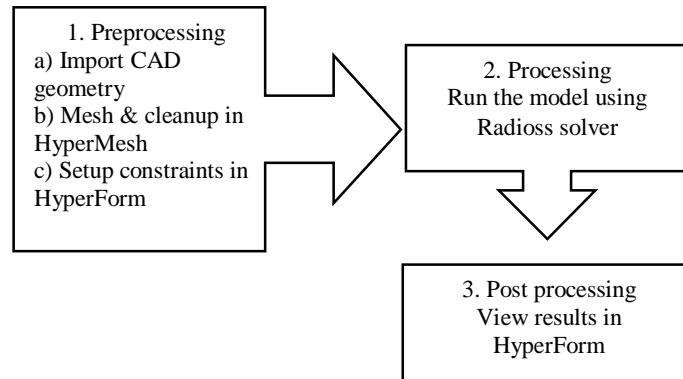 1. Preprocessing
a) Import CAD
geometry
b) Mesh & cleanup in
HyperMesh
c) Setup constraints in
HyperForm
2. Processing
Run the model using
Radioss solver
3. Post processing
View results in
HyperForm